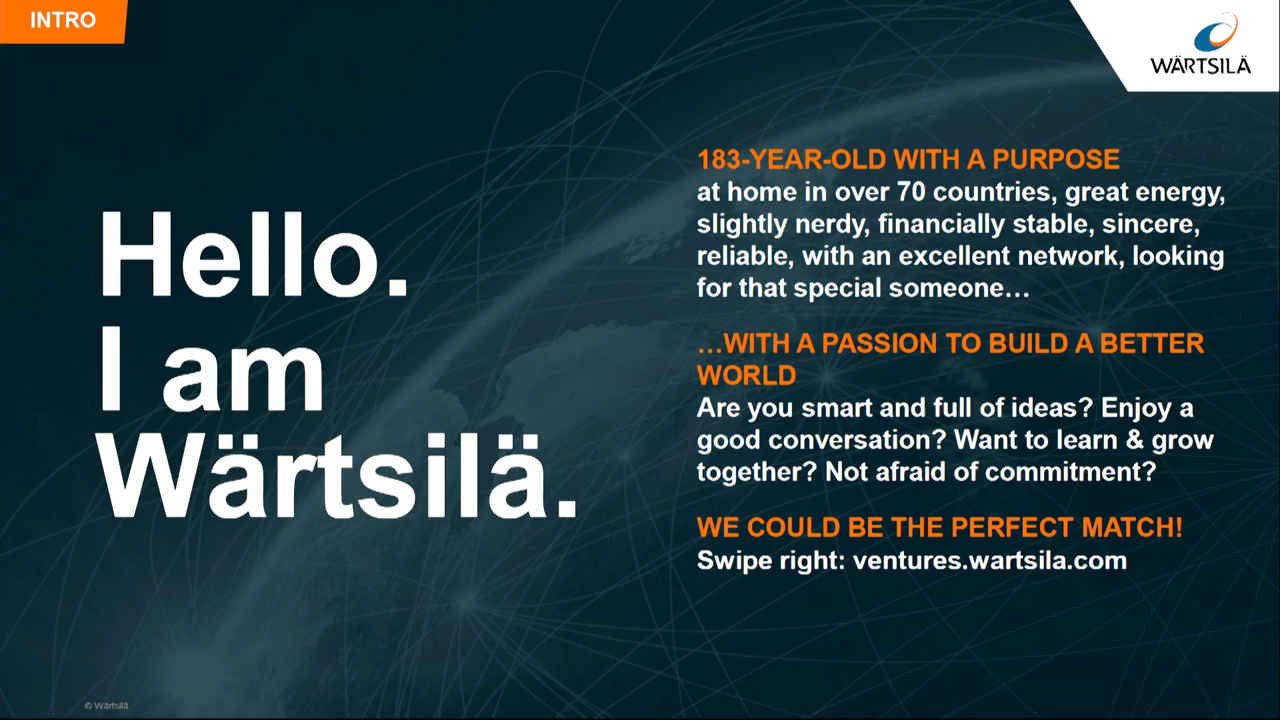 INTRO
WÄRTSILÄ
Hello.
I am
Wärtsilä.
183-YEAR-OLD WITH A PURPOSE
at home in over 70 countries, great energy,
slightly nerdy, financially stable, sincere,
reliable, with an excellent network, looking
for that special someone…
…WITH A PASSION TO BUILD A BETTER
WORLD
Are you smart and full of ideas? Enjoy a
good conversation? Want to learn & grow
together? Not afraid of commitment?
WE COULD BE THE PERFECT MATCH!
Swipe right: ventures.wartsila.com
© Wärtsilä